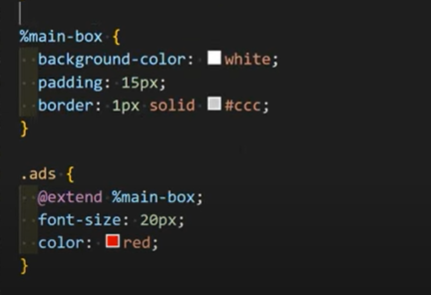 %main-box {
background-color: white;
padding: 15px;
border: 1px solid #ccc;
}
.ads {
@extend %main-box;
font-size: 20px;
color: red;
}